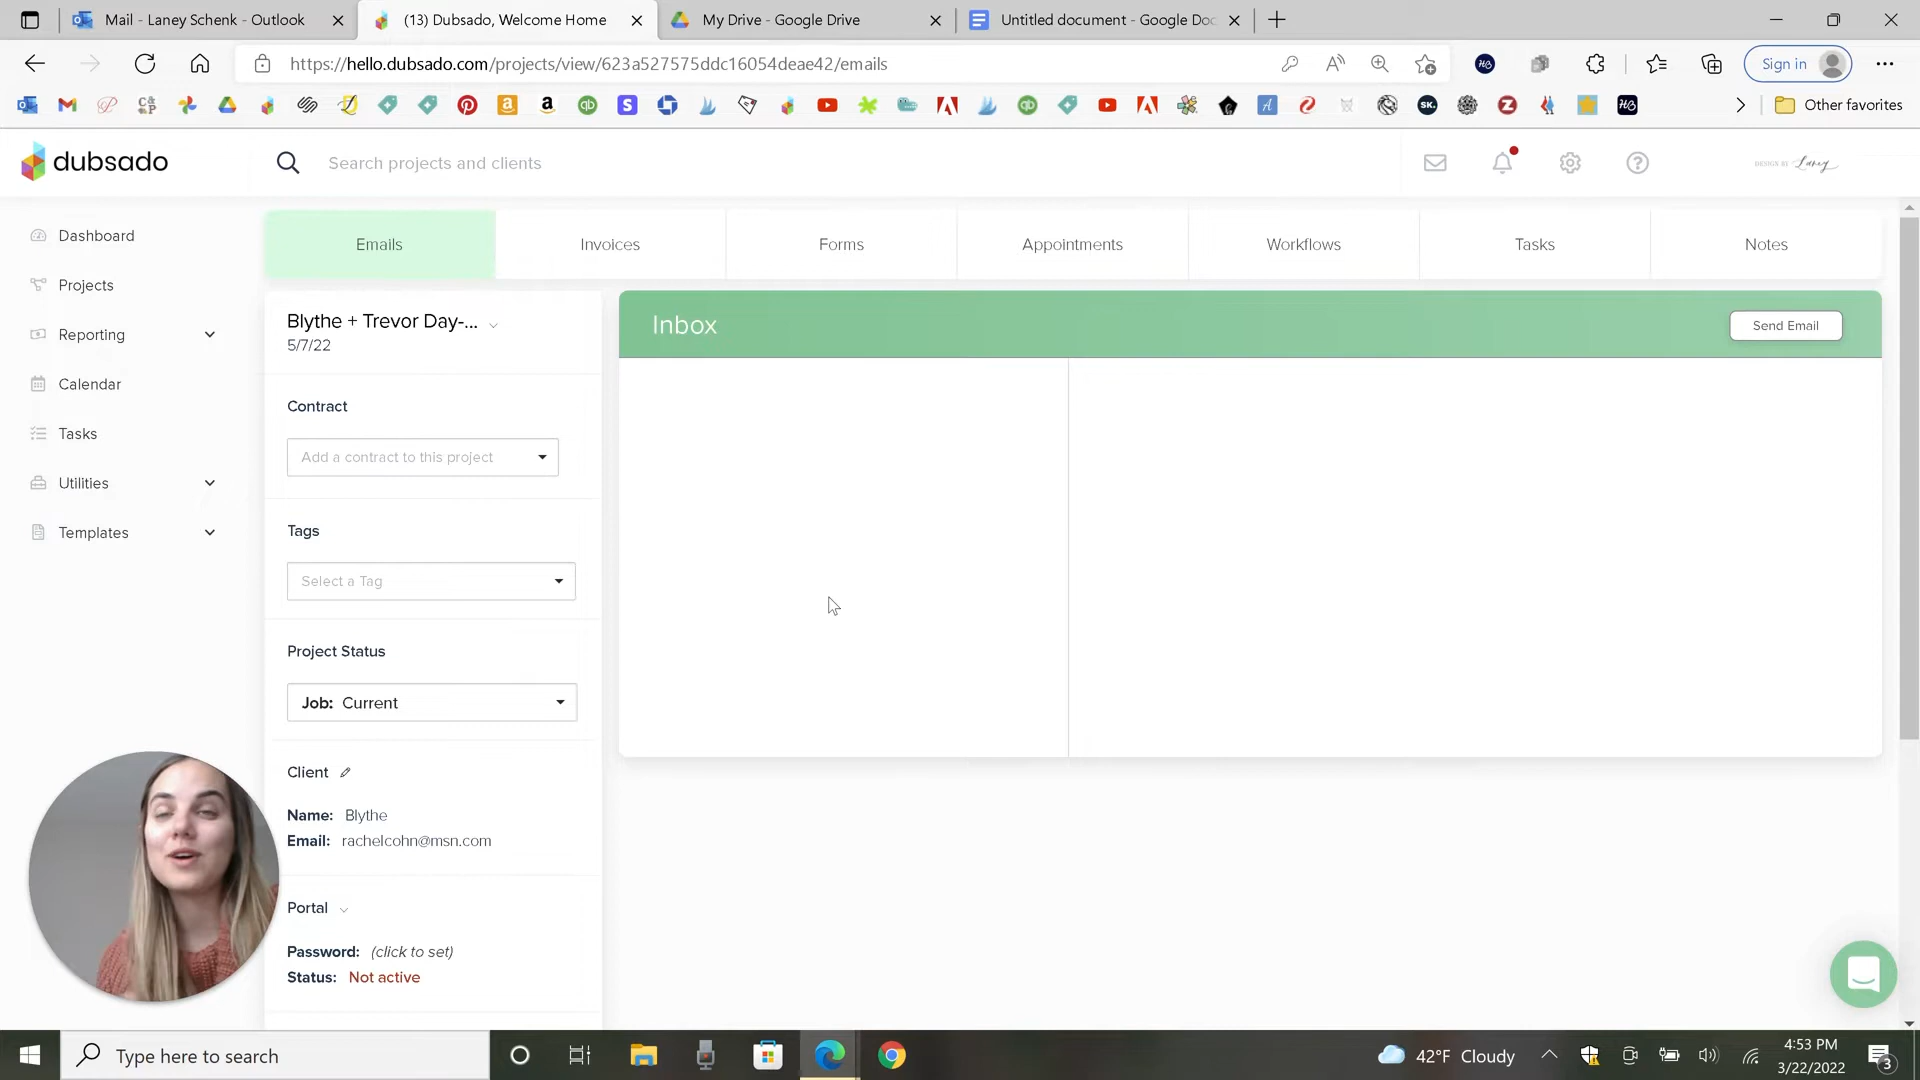 Mail - Laney Schenk - Outlook
(13) Dubsado, Welcome Home
My Drive - Google Drive
Untitled document - Google Doc
https://hello.dubsado.com/projects/view/623a527575ddc16054deae42/emails
Sign in
Other favorites
dubsado
Search projects and clients
DESIGN BY Laney
Dashboard
Projects
Reporting
Calendar
Tasks
Utilities
Templates
Emails
Invoices
Forms
Appointments
Workflows
Tasks
Notes
Blythe + Trevor Day-...
5/7/22
Contract
Add a contract to this project
Tags
Select a Tag
Project Status
Job: Current
Client
Name: Blythe
Email: rachelcohn@msn.com
Portal
Password: (click to set)
Status: Not active
Inbox
Send Email
Type here to search
42°F Cloudy
4:53 PM
3/22/2022
3